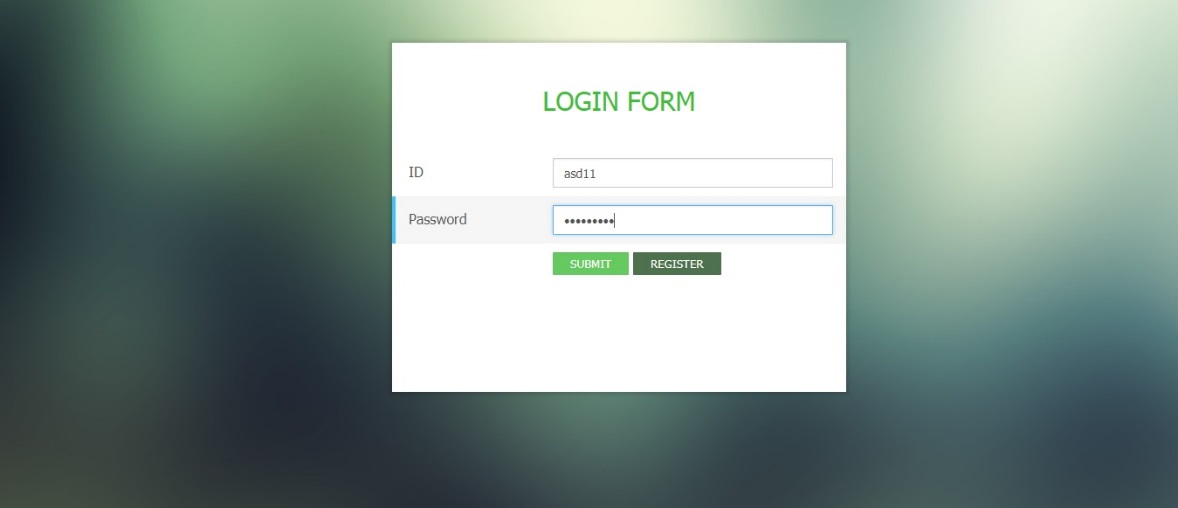 LOGIN FORM
ID
asd11
Password
•••••••••
SUBMIT REGISTER